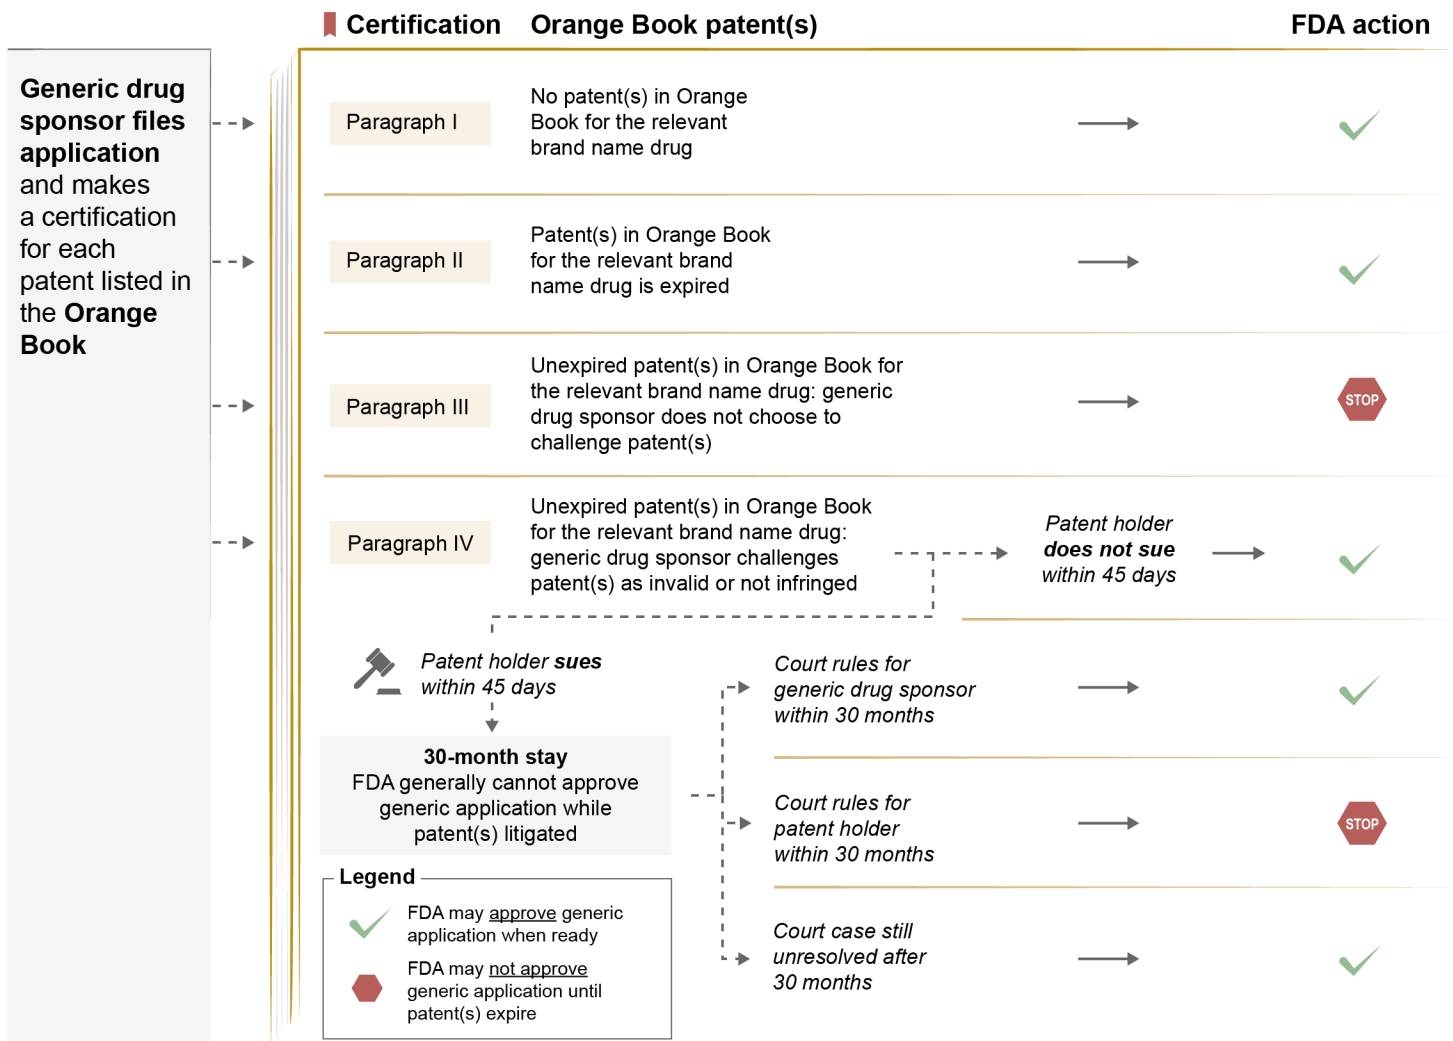 Certification
Orange Book patent(s)
FDA action
Generic drug
sponsor files
application
and makes
a certification
for each
patent listed in
the Orange
Book
Paragraph I
No patent(s) in Orange
Book for the relevant
brand name drug
Paragraph II
Patent(s) in Orange Book
for the relevant brand
name drug is expired
Paragraph III
Unexpired patent(s) in Orange Book for
the relevant brand name drug: generic
drug sponsor does not choose to
challenge patent(s)
STOP
Paragraph IV
Unexpired patent(s) in Orange Book
for the relevant brand name drug:
generic drug sponsor challenges
patent(s) as invalid or not infringed
Patent holder
does not sue
within 45 days
Patent holder sues
within 45 days
30-month stay
FDA generally cannot approve
generic application while
patent(s) litigated
Court rules for
generic drug sponsor
within 30 months
Court rules for
patent holder
within 30 months
STOP
Court case still
unresolved after
30 months
Legend
FDA may approve generic
application when ready
FDA may not approve
generic application until
patent(s) expire